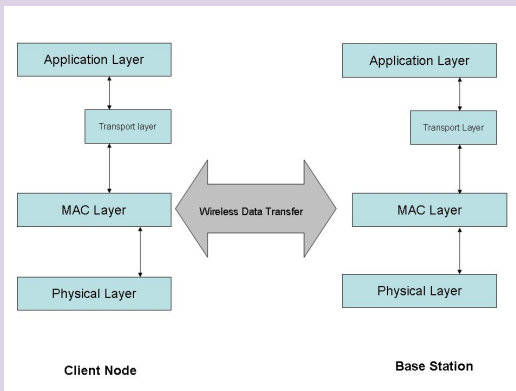 Application Layer
Transport layer
MAC Layer
Physical Layer
Client Node
Wireless Data Transfer
Application Layer
Transport Layer
MAC Layer
Physical Layer
Base Station